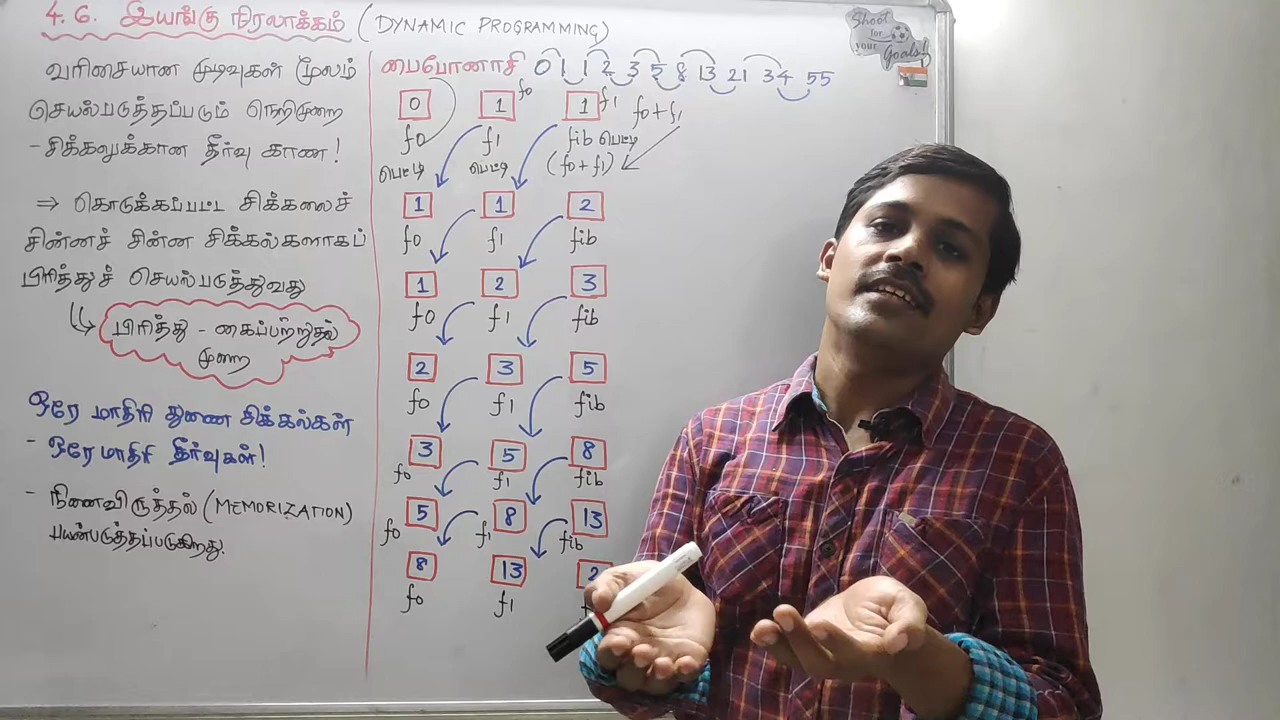 4.6. இயங்கு நிரலாக்கம் (DYNAMIC PROGRAMMING)
வரிசையான முடிவுகள் மூலம்
செயல்படுத்தப்படும் நெறிமுறை
- சிக்கலுக்கான தீர்வு காண!
⇒ கொடுக்கப்பட்ட சிக்கலைச்
சின்னச் சின்ன சிக்கல்களாகப்
பிரித்துச் செயல்படுத்துவது
பிரித்து - கைப்பற்றுதல்
முறை
ஒரே மாதிரி துணை சிக்கல்கள்
- ஒரே மாதிரி தீர்வுகள்!
- நினைவிருத்தல் (MEMORIZATION)
பயன்படுத்தப்படுகிறது.
பைபோனாசி 0 1 1 2 3 5 8 13 21 34 55
0 1 f0 1 f1 f0+f1
f0 f1 fib பெட்டி
பெட்டி பெட்டி (f0+f1)
1 1 2
f0 f1 fib
1 2 3
f0 f1 fib
2 3 5
f0 f1 fib
3 5 8
f0 f1 fib
5 8 13
f0 f1 fib
8 13 2
f0 f1
Shoot
for
your
Goals!